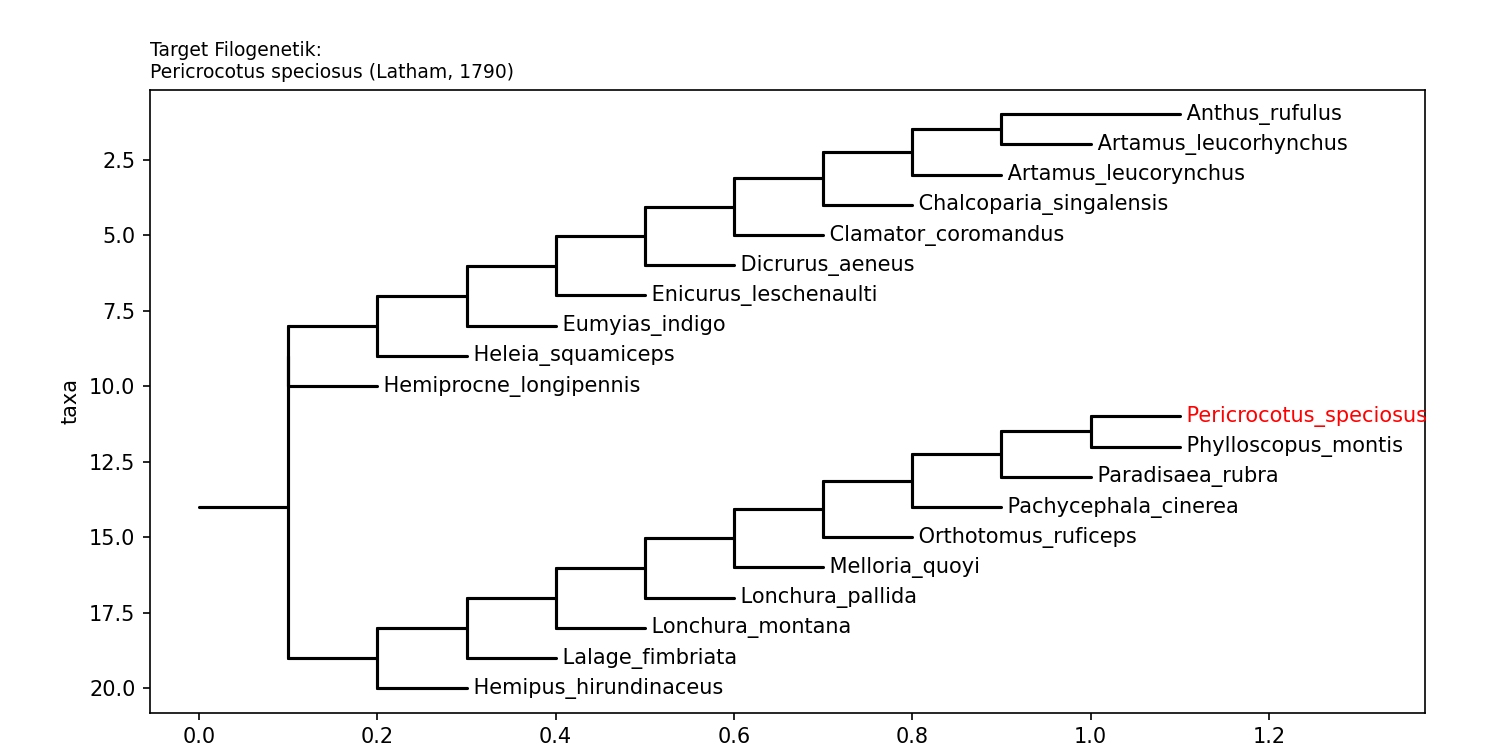 Target Filogenetik:
Pericrocotus speciosus (Latham, 1790)
Anthus_rufulus
Artamus_leucorhynchus
2.5
Artamus_leucorynchus
Chalcoparia_singalensis
5.0
Clamator_coromandus
Dicrurus_aeneus
Enicurus_leschenaulti
7.5
Eumyias_indigo
Heleia_squamiceps
10.0
Hemiprocne_longipennis
taxa
Pericrocotus_speciosus
Phylloscopus_montis
12.5
Paradisaea_rubra
Pachycephala_cinerea
15.0
Orthotomus_ruficeps
Melloria_quoyi
Lonchura_pallida
17.5
Lonchura_montana
Lalage_fimbriata
20.0
Hemipus_hirundinaceus
0.0 0.2 0.4 0.6 0.8 1.0 1.2